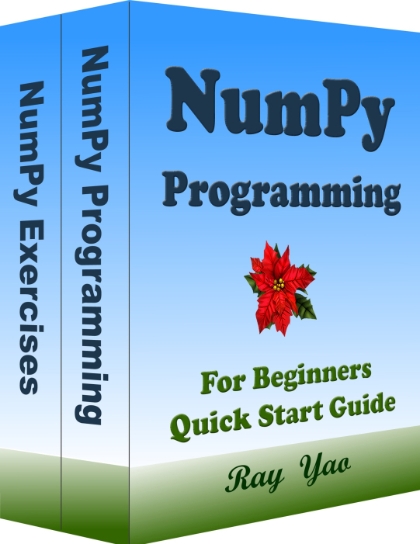 NumPy Exercises
NumPy Programming
NumPy
Programming
For Beginners
Quick Start Guide
Ray Yao